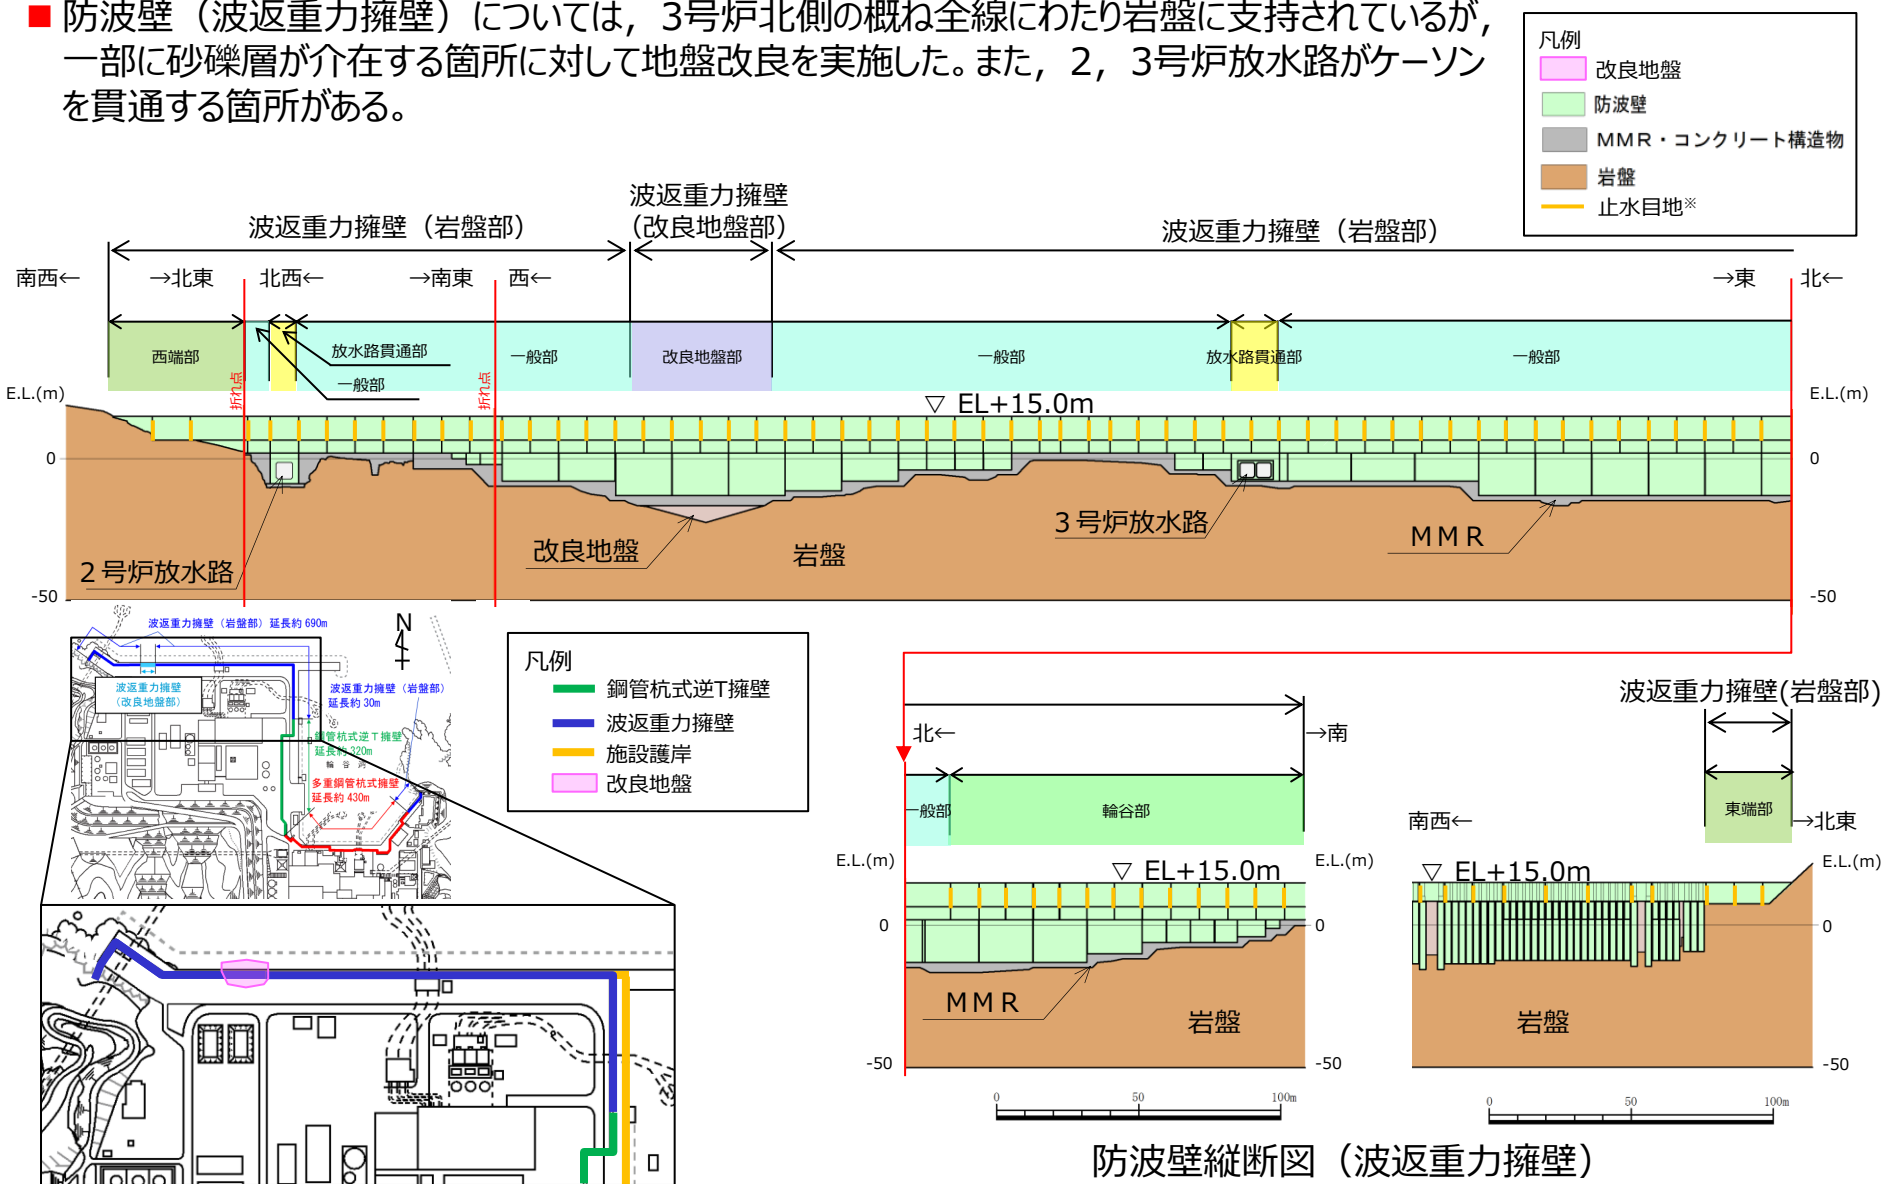 ■ 防波壁（波返重力擁壁）については，3号炉北側の概ね全線にわたり岩盤に支持されているが，
一部に砂礫層が介在する箇所に対して地盤改良を実施した。また，2，3号炉放水路がケーソン
を貫通する箇所がある。
凡例
改良地盤
防波壁
ＭＭＲ・コンクリート構造物
岩盤
止水目地※
波返重力擁壁（岩盤部）
波返重力擁壁
（改良地盤部）
波返重力擁壁（岩盤部）
南西← →北東 北西← →南東 西← →東 北←
西端部
放水路貫通部
一般部
一般部
改良地盤部
一般部
放水路貫通部
一般部
折れ点
折れ点
E.L.(m)
E.L.(m)
▽ EL+15.0m
0
0
-50
-50
２号炉放水路
改良地盤
岩盤
３号炉放水路
ＭＭＲ
波返重力擁壁（岩盤部）延長約 690m
N
波返重力擁壁
（改良地盤部）
波返重力擁壁（岩盤部）
延長約 30m
鋼管杭式逆Ｔ擁壁
延長約 320m
輪谷
多重鋼管杭式擁壁
延長約 430m
凡例
鋼管杭式逆T擁壁
波返重力擁壁
施設護岸
改良地盤
北← →南
一般部
輪谷部
E.L.(m)
E.L.(m)
▽ EL+15.0m
0
0
ＭＭＲ
岩盤
-50
-50
0 50 100m
波返重力擁壁(岩盤部)
東端部
南西← →北東
E.L.(m)
▽ EL+15.0m
0
岩盤
-50
0 50 100m
防波壁縦断図（波返重力擁壁）